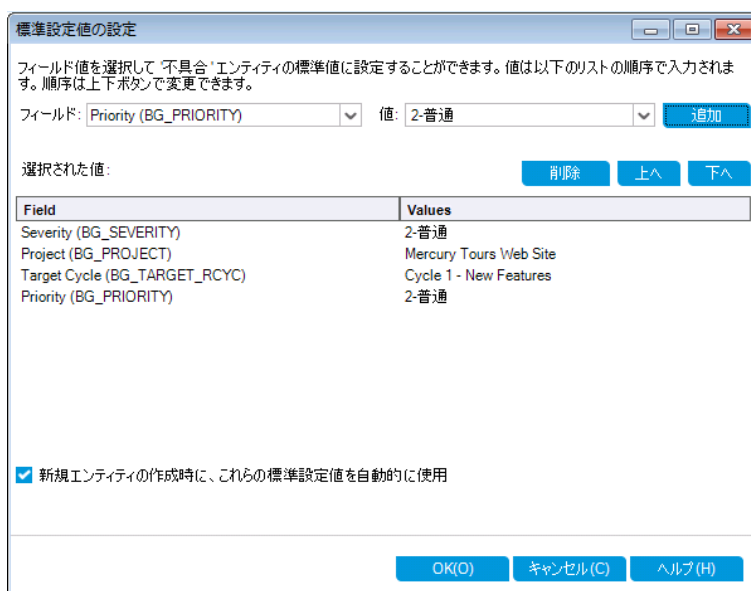 標準設定値の設定
フィールド値を選択して '不具合 ' エンティティの標準値に設定することができます。値は以下のリストの順序で入力されま
す。順序は上下ボタンで変更できます。
フィールド: Priority (BG_PRIORITY) 値: 2-普通 追加
選択された値: 削除 上へ 下へ
Field Values
Severity (BG_SEVERITY) 2-普通
Project (BG_PROJECT) Mercury Tours Web Site
Target Cycle (BG_TARGET_RCYC) Cycle 1 - New Features
Priority (BG_PRIORITY) 2-普通
新規エンティティの作成時に、これらの標準設定値を自動的に使用
OK(O) キャンセル(C) ヘルプ(H)